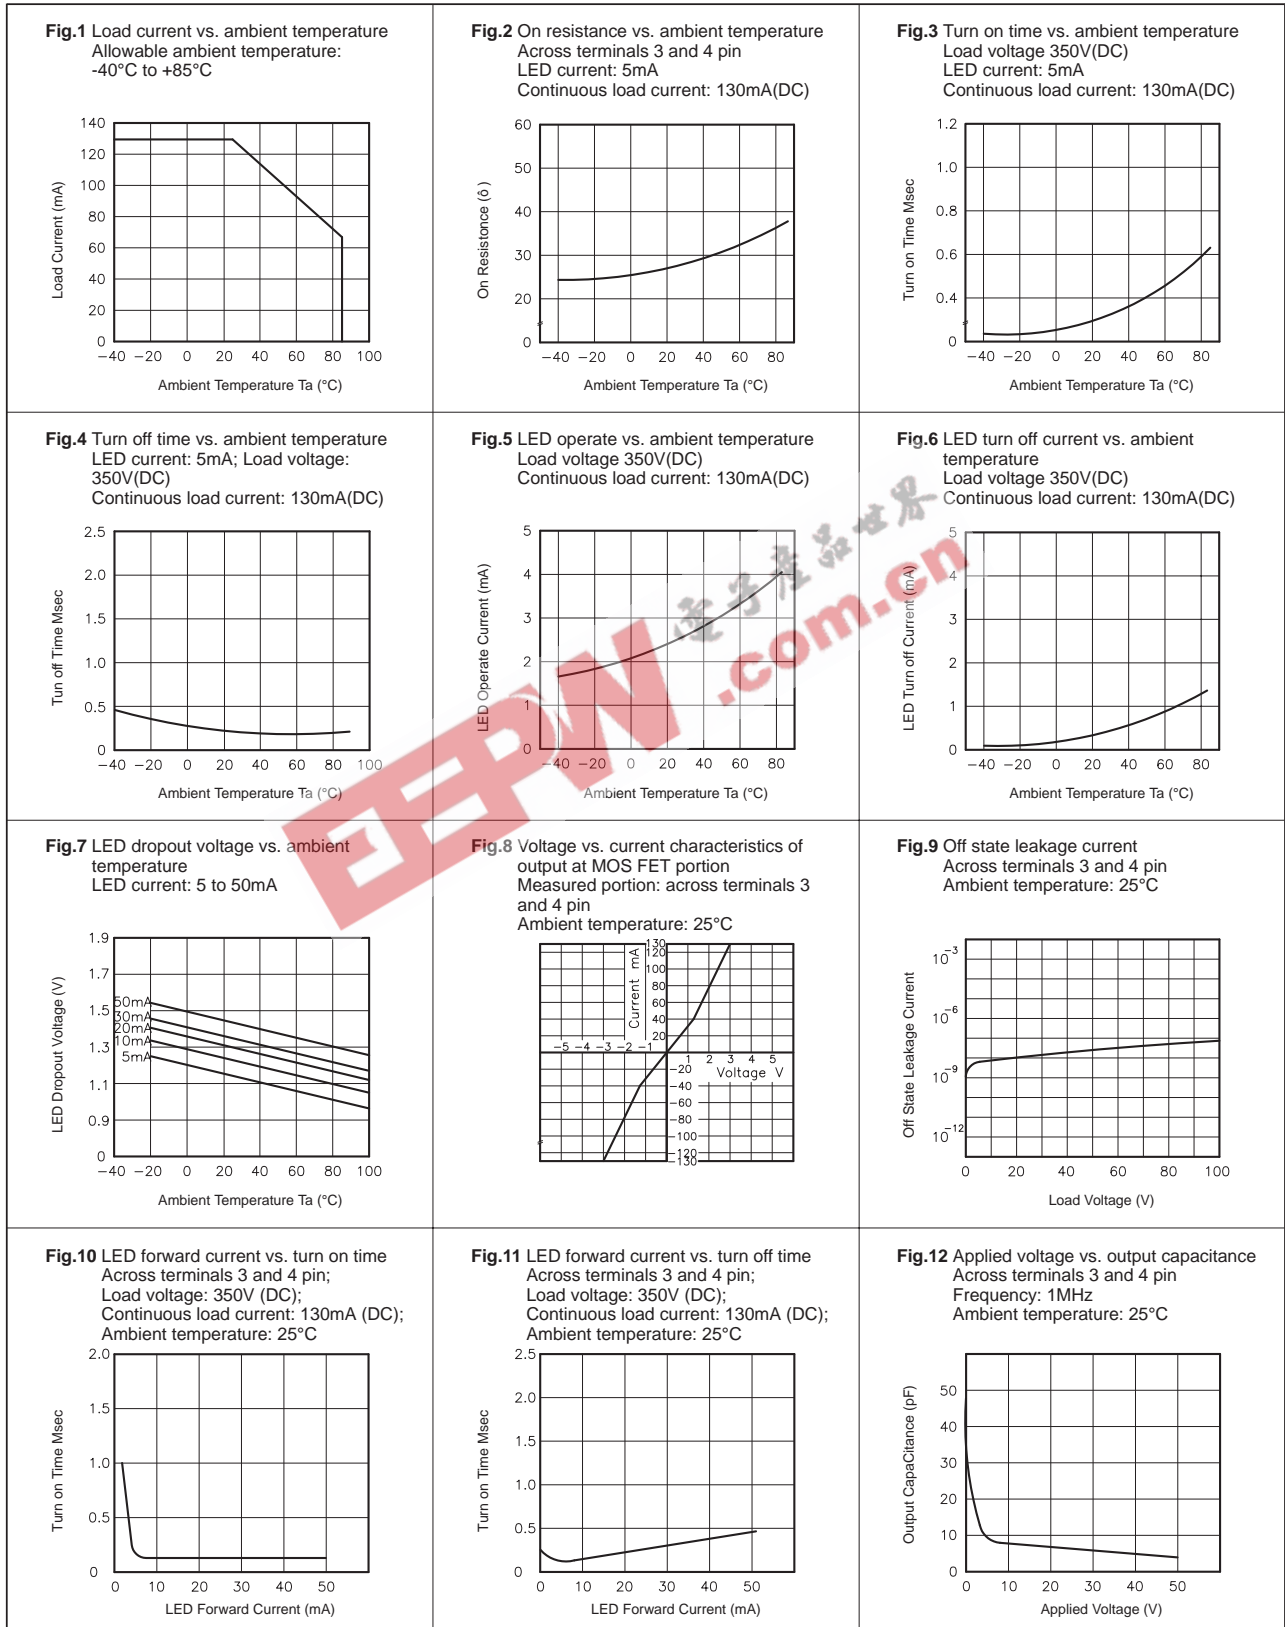 Fig.1 Load current vs. ambient temperature
Allowable ambient temperature:
-40°C to +85°C
140
120
100
80
60
40
20
0
Load Current (mA)
−40 −20 0 20 40 60 80 100
Ambient Temperature Ta (°C)
Fig.2 On resistance vs. ambient temperature
Across terminals 3 and 4 pin
LED current: 5mA
Continuous load current: 130mA(DC)
60
50
40
30
20
0
On Resistonce (ô )
−40 −20 0 20 40 60 80
Ambient Temperature Ta (°C)
Fig.3 Turn on time vs. ambient temperature
Load voltage 350V(DC)
LED current: 5mA
Continuous load current: 130mA(DC)
1.2
1.0
0.8
0.6
0.4
0
Turn on Time Msec
−40 −20 0 20 40 60 80
Ambient Temperature Ta (°C)
Fig.4 Turn off time vs. ambient temperature
LED current: 5mA; Load voltage:
350V(DC)
Continuous load current: 130mA(DC)
2.5
2.0
1.5
1.0
0.5
0
Tun off Time Msec
−40 −20 0 20 40 60 80 100
Ambient Temperature Ta (°C)
Fig.5 LED operate vs. ambient temperature
Load voltage 350V(DC)
Continuous load current: 130mA(DC)
5
4
3
2
1
0
LED Operate Current (mA)
−40 −20 0 20 40 60 80
Ambient Temperature Ta (°C)
Fig.6 LED turn off current vs. ambient
temperature
Load voltage 350V(DC)
Continuous load current: 130mA(DC)
5
4
3
2
1
0
LED Turn off Current (mA)
−40 −20 0 20 40 60 80
Ambient Temperature Ta (°C)
EEPW
電子產品世界
.com.cn
Fig.7 LED dropout voltage vs. ambient
temperature
LED current: 5 to 50mA
1.9
1.7
1.5
1.3
1.1
0.9
0
50mA
30mA
20mA
10mA
5mA
LED Dropout Voltage (V)
−40 −20 0 20 40 60 80 100
Ambient Temperature Ta (°C)
Fig.8 Voltage vs. current characteristics of
output at MOS FET portion
Measured portion: across terminals 3
and 4 pin
Ambient temperature: 25°C
130
100
80
60
40
20
Current mA
−5 −4 −3 −2 −1
1 2 3 4 5
Voltage V
−20
−40
−60
−80
−100
−120
−130
Fig.9 Off state leakage current
Across terminals 3 and 4 pin
Ambient temperature: 25°C
10−3
10−6
10−9
10−12
Off State Leakage Current
0 20 40 60 80 100
Load Voltage (V)
Fig.10 LED forward current vs. turn on time
Across terminals 3 and 4 pin;
Load voltage: 350V (DC);
Continuous load current: 130mA (DC);
Ambient temperature: 25°C
2.0
1.5
1.0
0.5
0
Turn on Time Msec
0 10 20 30 40 50
LED Forward Current (mA)
Fig.11 LED forward current vs. turn off time
Across terminals 3 and 4 pin;
Load voltage: 350V (DC);
Continuous load current: 130mA (DC);
Ambient temperature: 25°C
2.5
2.0
1.5
1.0
0.5
0
Turn on Time Msec
0 10 20 30 40 50
LED Forward Current (mA)
Fig.12 Applied voltage vs. output capacitance
Across terminals 3 and 4 pin
Frequency: 1MHz
Ambient temperature: 25°C
50
40
30
20
10
0
Output CapaCitance (pF)
0 10 20 30 40 50
Applied Voltage (V)